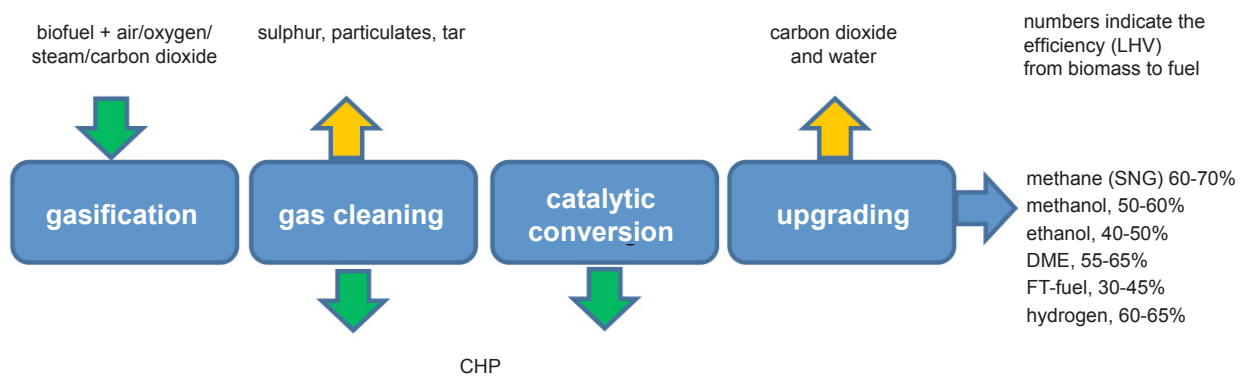 biofuel + air/oxygen/
steam/carbon dioxide
sulphur, particulates, tar
carbon dioxide
and water
numbers indicate the
efficiency (LHV)
from biomass to fuel
gasification
gas cleaning
catalytic
conversion
upgrading
methane (SNG) 60-70%
methanol, 50-60%
ethanol, 40-50%
DME, 55-65%
FT-fuel, 30-45%
hydrogen, 60-65%
CHP